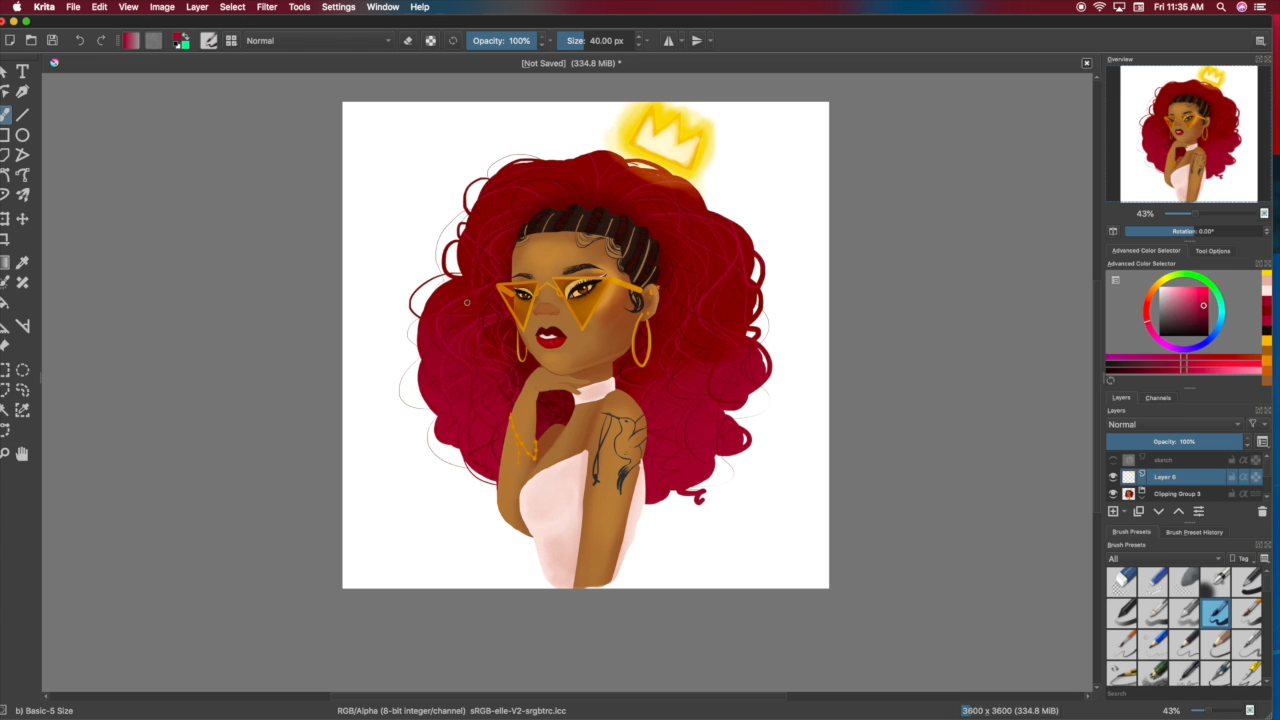 Krita File Edit View Image Layer Select Filter Tools Settings Window Help Fri 11:35 AM
Normal Opacity: 100% Size: 40.00 px
[Not Saved] (334.8 MiB) *
Overview
43%
Rotation: 0.00°
Advanced Color Selector Tool Options
Advanced Color Selector
Layers Channels
Layers
Normal
Opacity: 100%
sketch
Layer 6
Clipping Group 3
Brush Presets Brush Preset History
Brush Presets
All Tag
Search
b) Basic-5 Size RGB/Alpha (8-bit integer/channel) sRGB-elle-V2-srgbtrc.icc 3600 x 3600 (334.8 MiB) 43%